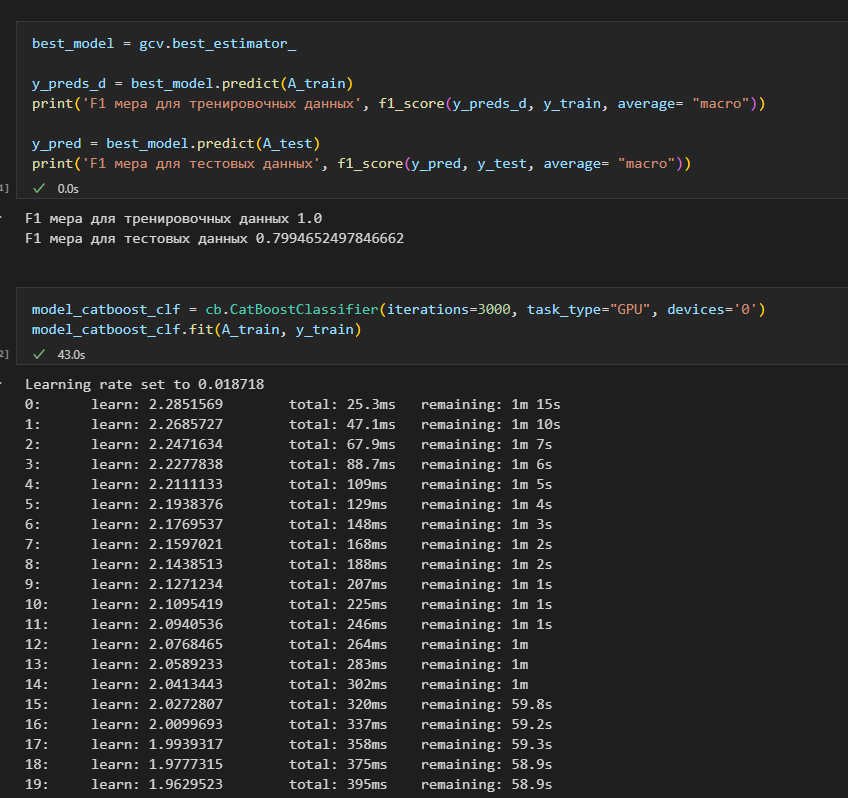 best_model = gcv.best_estimator_
y_preds_d = best_model.predict(A_train)
print('F1 мера для тренировочных данных', f1_score(y_preds_d, y_train, average= "macro"))
y_pred = best_model.predict(A_test)
print('F1 мера для тестовых данных', f1_score(y_pred, y_test, average= "macro"))
1] ✓ 0.0s
F1 мера для тренировочных данных 1.0
F1 мера для тестовых данных 0.7994652497846662
model_catboost_clf = cb.CatBoostClassifier(iterations=3000, task_type="GPU", devices='0')
model_catboost_clf.fit(A_train, y_train)
2] ✓ 43.0s
Learning rate set to 0.018718
0: learn: 2.2851569 total: 25.3ms remaining: 1m 15s
1: learn: 2.2685727 total: 47.1ms remaining: 1m 10s
2: learn: 2.2471634 total: 67.9ms remaining: 1m 7s
3: learn: 2.2277838 total: 88.7ms remaining: 1m 6s
4: learn: 2.2111133 total: 109ms remaining: 1m 5s
5: learn: 2.1938376 total: 129ms remaining: 1m 4s
6: learn: 2.1769537 total: 148ms remaining: 1m 3s
7: learn: 2.1597021 total: 168ms remaining: 1m 2s
8: learn: 2.1438513 total: 188ms remaining: 1m 2s
9: learn: 2.1271234 total: 207ms remaining: 1m 1s
10: learn: 2.1095419 total: 225ms remaining: 1m 1s
11: learn: 2.0940536 total: 246ms remaining: 1m 1s
12: learn: 2.0768465 total: 264ms remaining: 1m
13: learn: 2.0589233 total: 283ms remaining: 1m
14: learn: 2.0413443 total: 302ms remaining: 1m
15: learn: 2.0272807 total: 320ms remaining: 59.8s
16: learn: 2.0099693 total: 337ms remaining: 59.2s
17: learn: 1.9939317 total: 358ms remaining: 59.3s
18: learn: 1.9777315 total: 375ms remaining: 58.9s
19: learn: 1.9629523 total: 395ms remaining: 58.9s